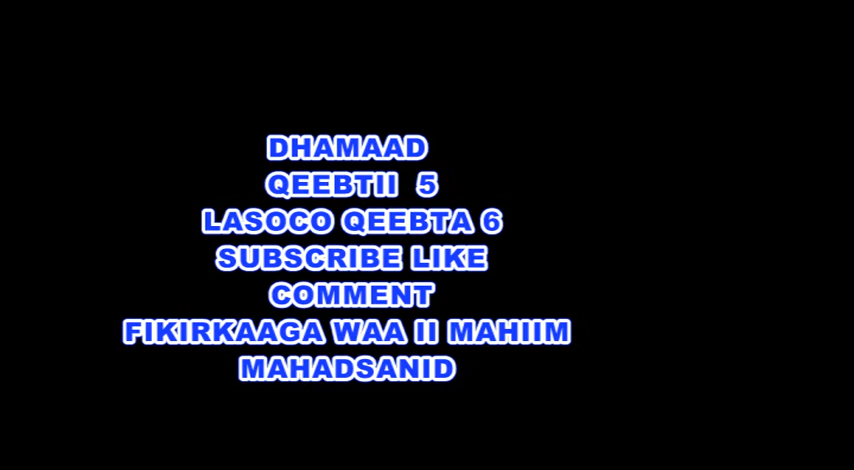 DHAMAAD
QEEBTII 5
LASOCO QEEBTA 6
SUBSCRIBE LIKE
COMMENT
FIKIRKAAGA WAA II MAHIIM
MAHADSANID